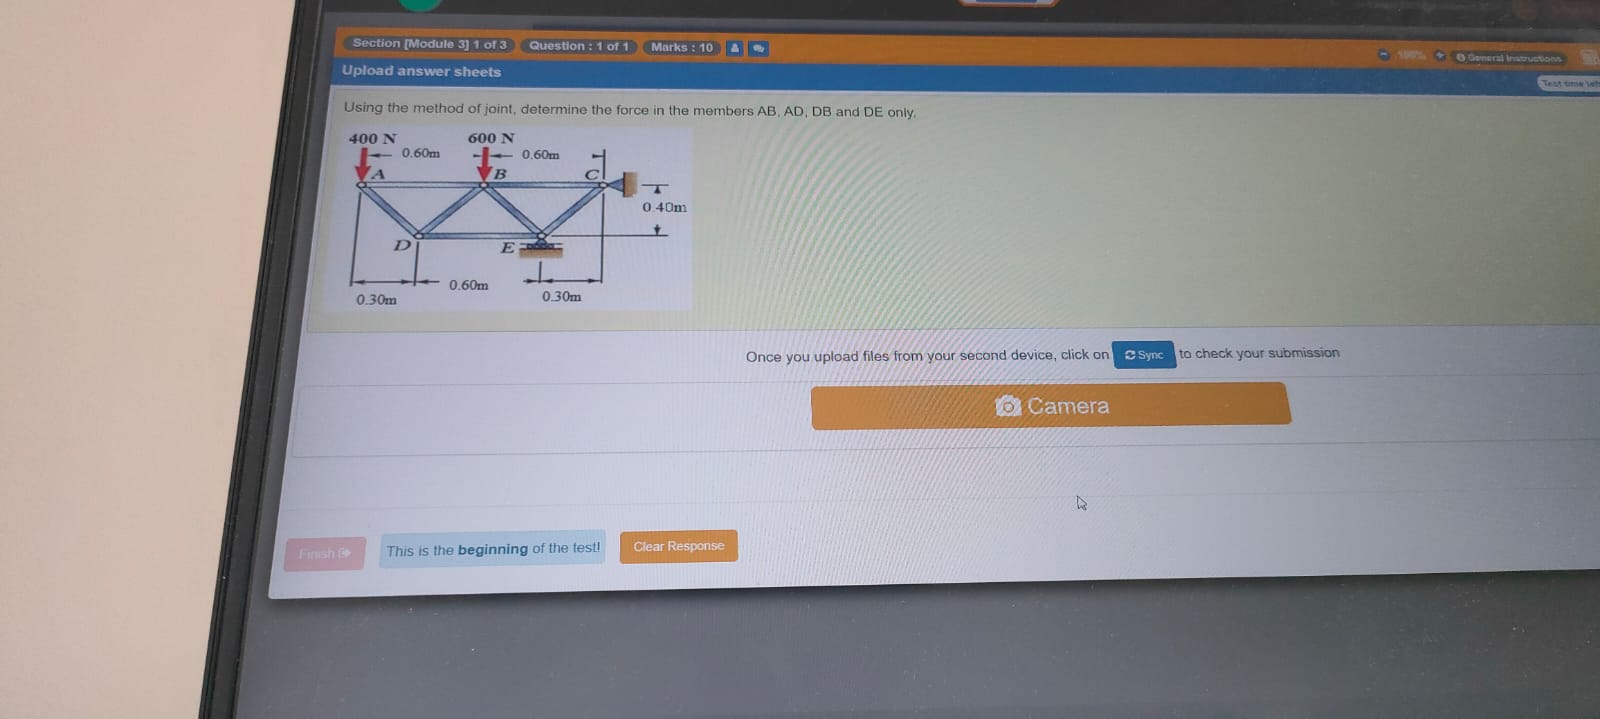 Section [Module 3] 1 of 3 Question : 1 of 1 Marks : 10
100% General Instructions
Upload answer sheets
Using the method of joint, determine the force in the members AB, AD, DB and DE only.
400 N 600 N
0.60m 0.60m
A B C
0.40m
D E
0.60m
0.30m 0.30m
Once you upload files from your second device, click on Sync to check your submission
Camera
Finish This is the beginning of the test! Clear Response